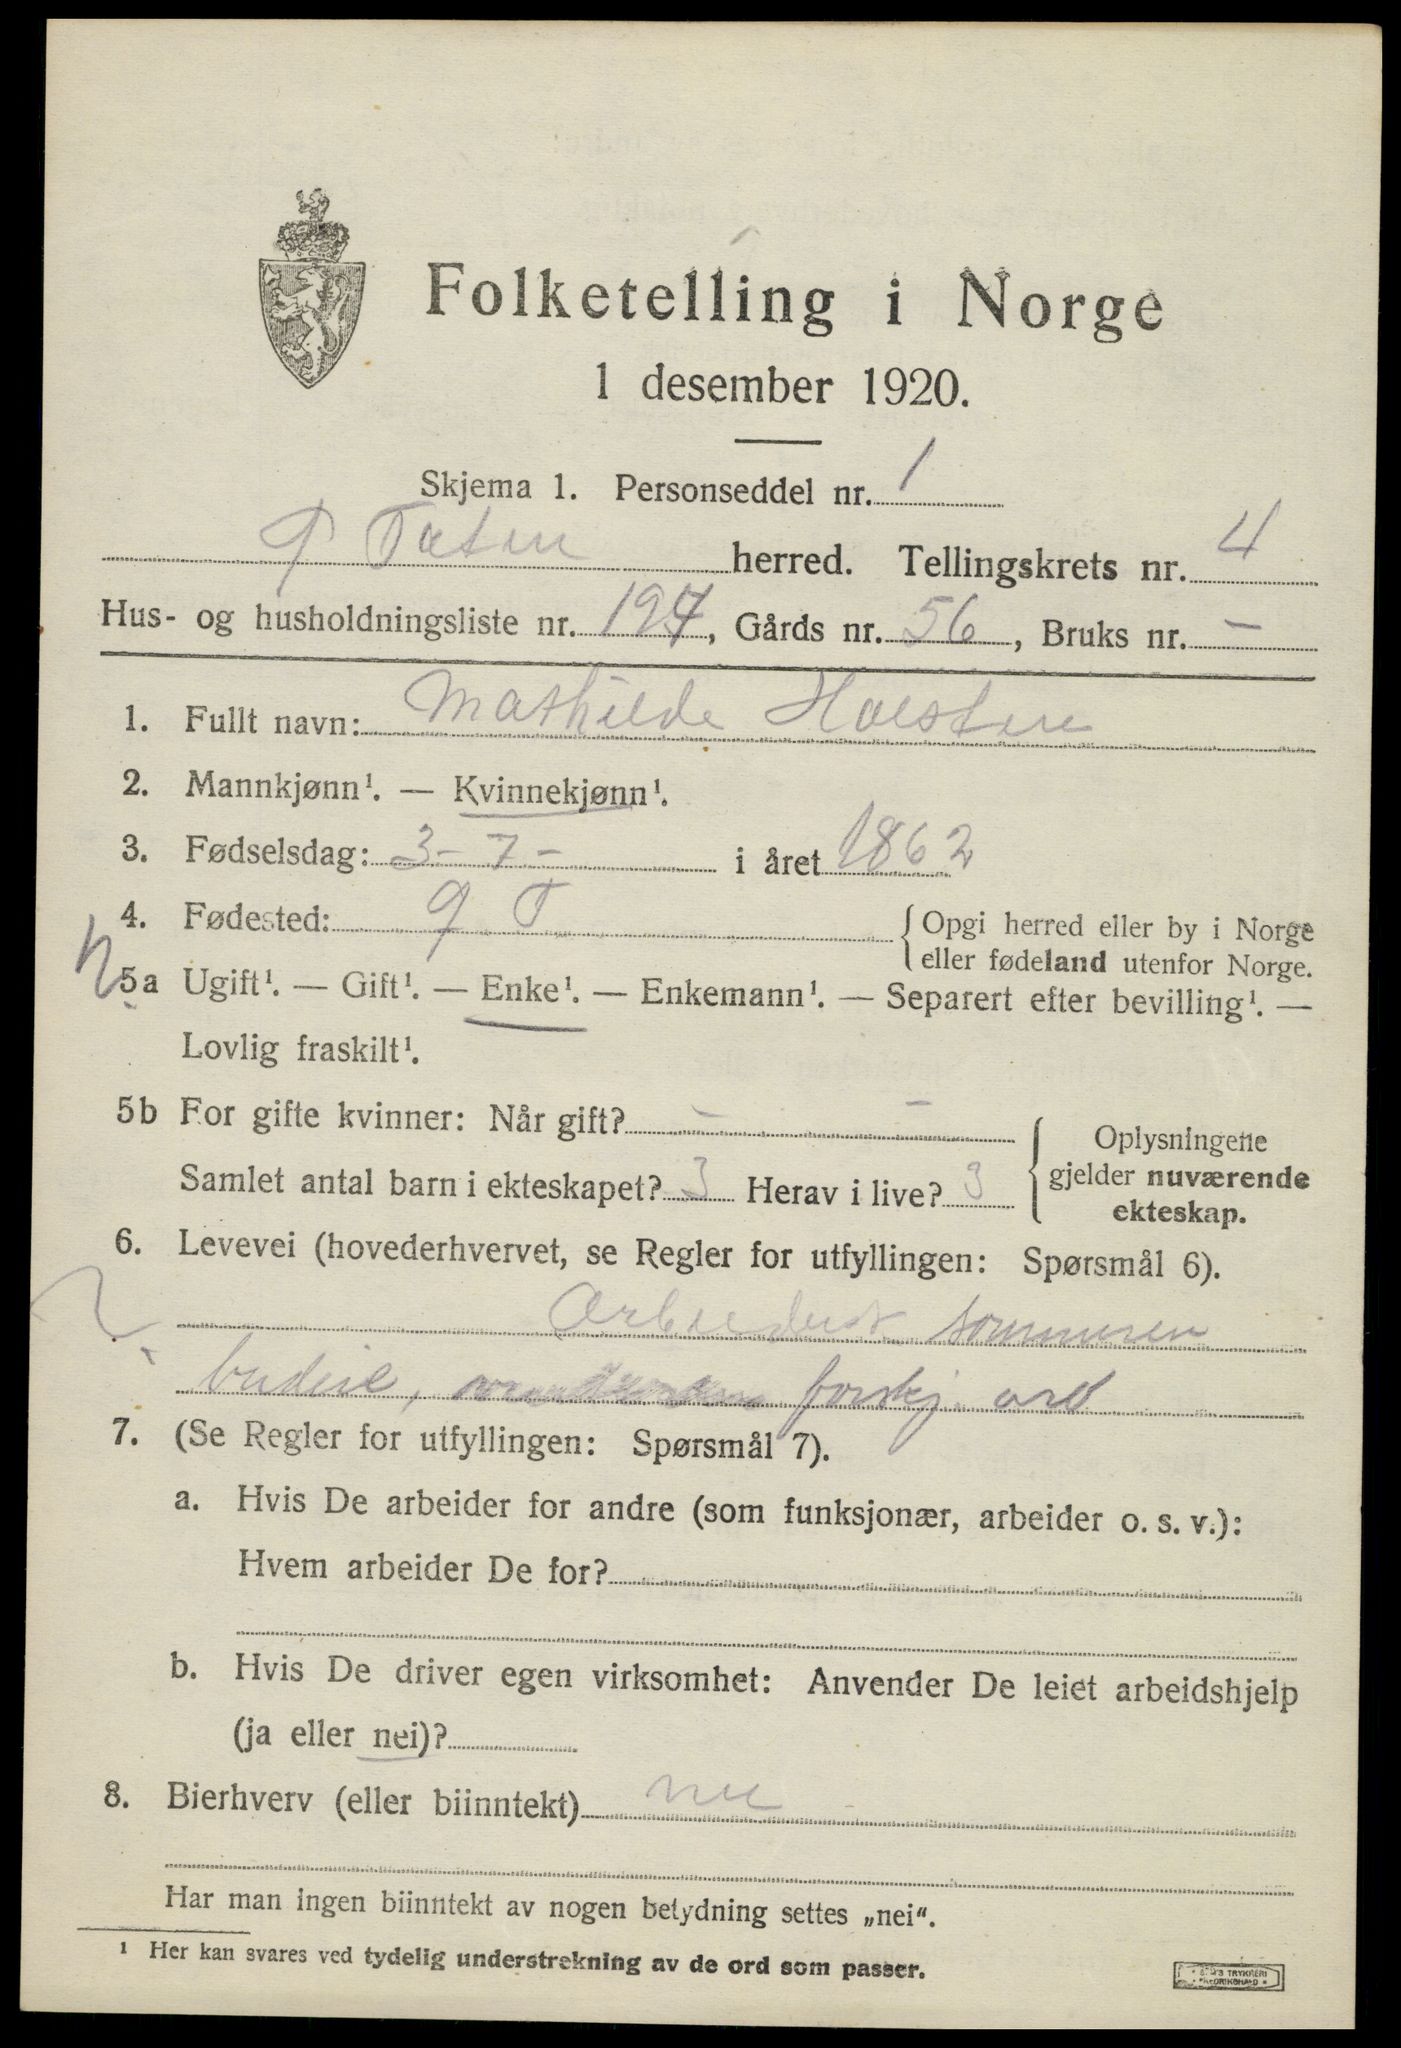 Folketelling i Norge
1 desember 1920.
Skjema 1. Personseddel nr. 1
Ø Toten herred. Tellingskrets nr. 4
Hus- og husholdningsliste nr. 197, Gårds nr. 56, Bruks nr. -
1. Fullt navn: Mathilde Holsten
2. Mannkjønn¹. — Kvinnekjønn¹.
3. Fødselsdag: 3-7- i året 1862
4. Fødested: Ø T {Opgi herred eller by i Norge
eller fødeland utenfor Norge.
5a Ugift¹. — Gift¹. — Enke¹. — Enkemann¹. — Separert efter bevilling¹. —
Lovlig fraskilt¹.
5b For gifte kvinner: Når gift? - -
Samlet antal barn i ekteskapet? 3 Herav i live? 3
{Oplysningene
gjelder nuværende
ekteskap.
6. Levevei (hovederhvervet, se Regler for utfyllingen: Spørsmål 6).
sommeren
budeie, forskj. arb
7. (Se Regler for utfyllingen: Spørsmål 7).
a. Hvis De arbeider for andre (som funksjonær, arbeider o. s. v.):
Hvem arbeider De for?
b. Hvis De driver egen virksomhet: Anvender De leiet arbeidshjelp
(ja eller nei)?
8. Bierhverv (eller biinntekt) nei
Har man ingen biinntekt av nogen betydning settes „nei“.
¹ Her kan svares ved tydelig understrekning av de ord som passer.
TRYKKERI